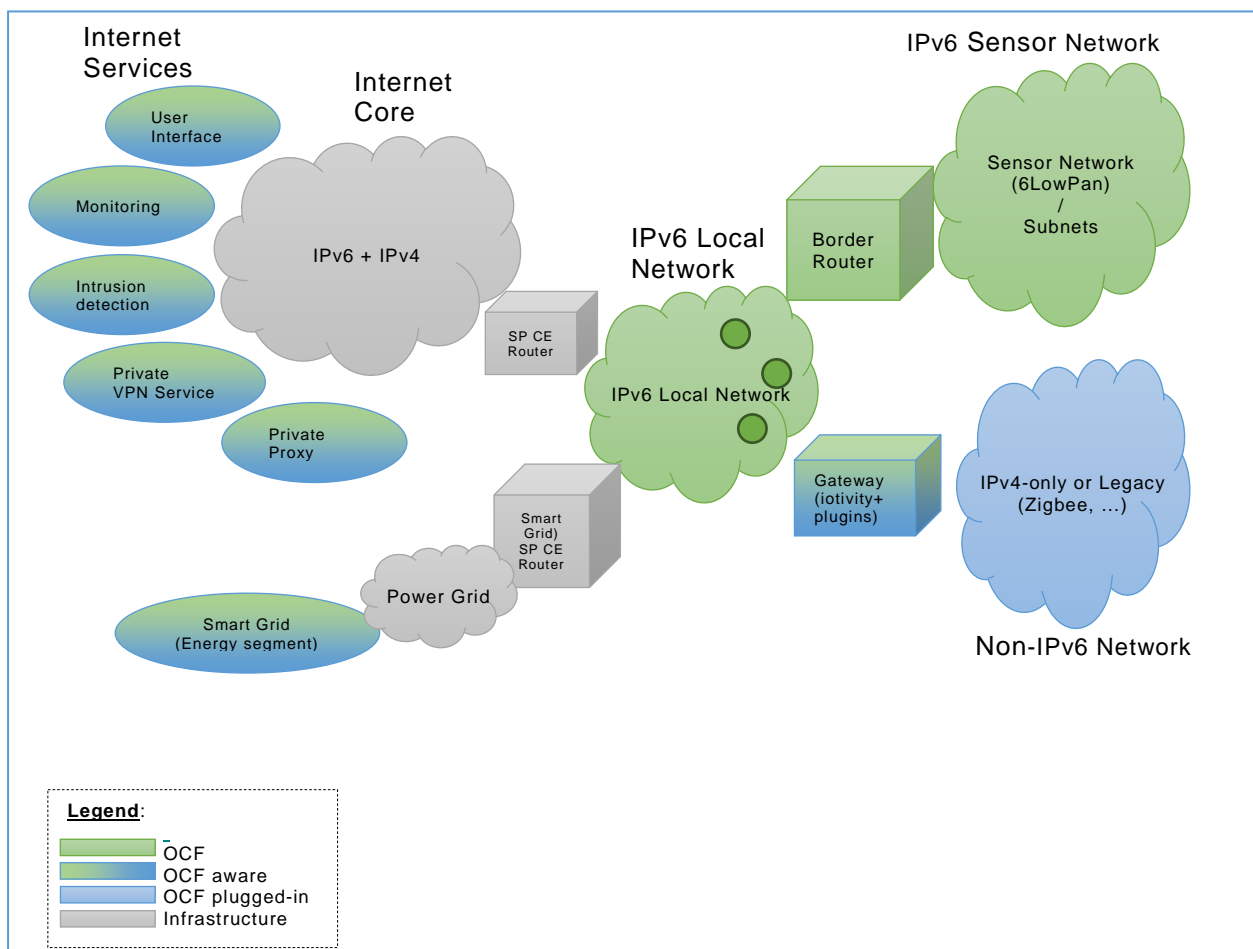 Internet
Services
Internet
Core
IPv6 Sensor Network
User
Interface
Monitoring
Intrusion
detection
Private
VPN Service
Private
Proxy
IPv6 + IPv4
SP CE
Router
IPv6 Local
Network
IPv6 Local Network
Border
Router
Sensor Network
(6LowPan)
/
Subnets
Gateway
(iotivity+
plugins)
IPv4-only or Legacy
(Zigbee, ...)
Non-IPv6 Network
Smart
Grid)
SP CE
Router
Power Grid
Smart Grid
(Energy segment)
Legend:
OCF
OCF aware
OCF plugged-in
Infrastructure